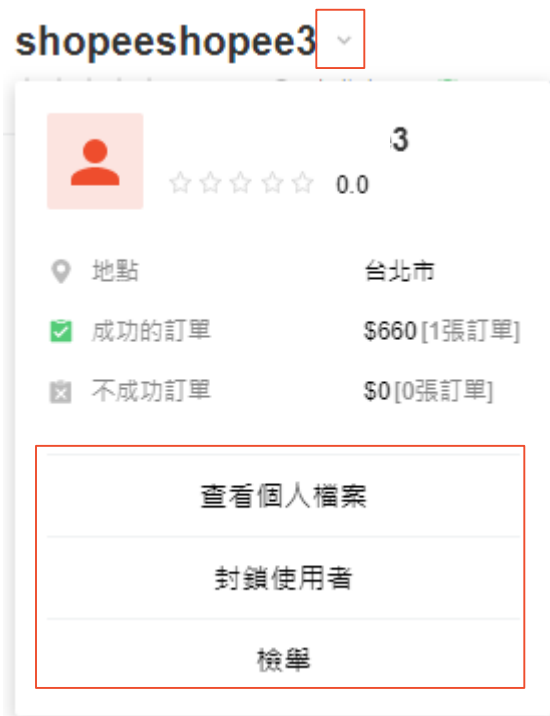 shopeeshopee3
3
0.0
地點 台北市
成功的訂單 $660[1張訂單]
不成功訂單 $0[0張訂單]
查看個人檔案
封鎖使用者
檢舉